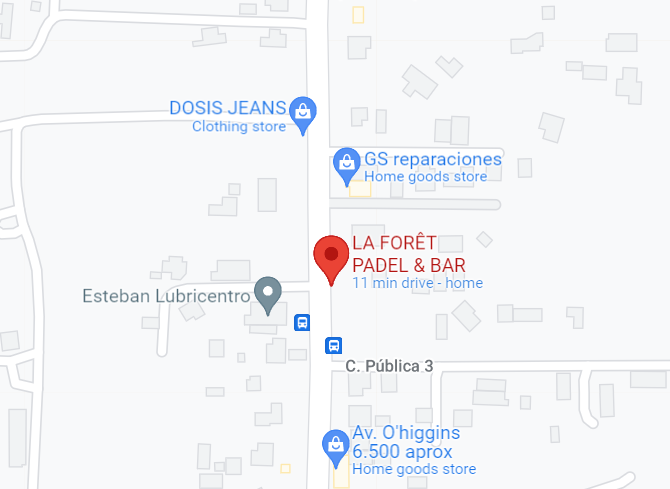 DOSIS JEANS
Clothing store
GS reparaciones
Home goods store
LA FORÊT
PADEL & BAR
11 min drive - home
Esteban Lubricentro
C. Pública 3
Av. O'higgins
6.500 aprox
Home goods store